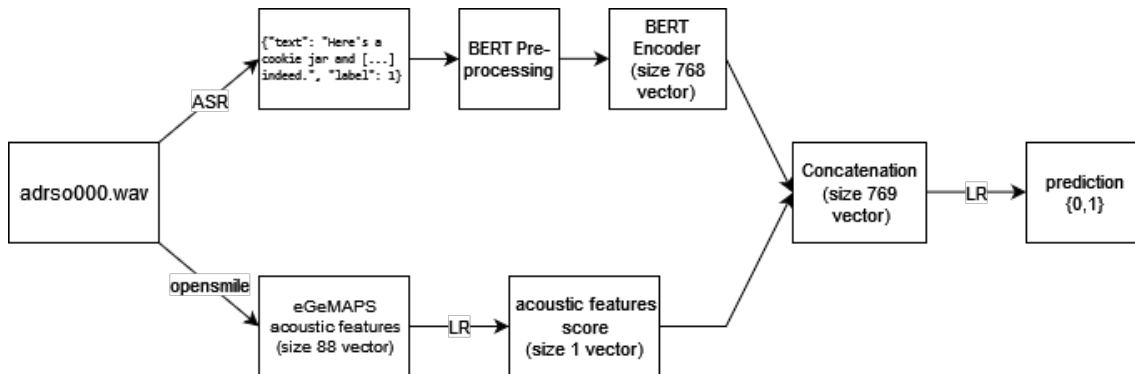 {"text": "Here's a
cookie jar and [...]
indeed.", "label": 1}
BERT Pre-
processing
BERT
Encoder
(size 768
vector)
ASR
adrso000.wav
opensmile
eGeMAPS
acoustic features
(size 88 vector)
LR
acoustic features
score
(size 1 vector)
Concatenation
(size 769
vector)
LR
prediction
{0,1}